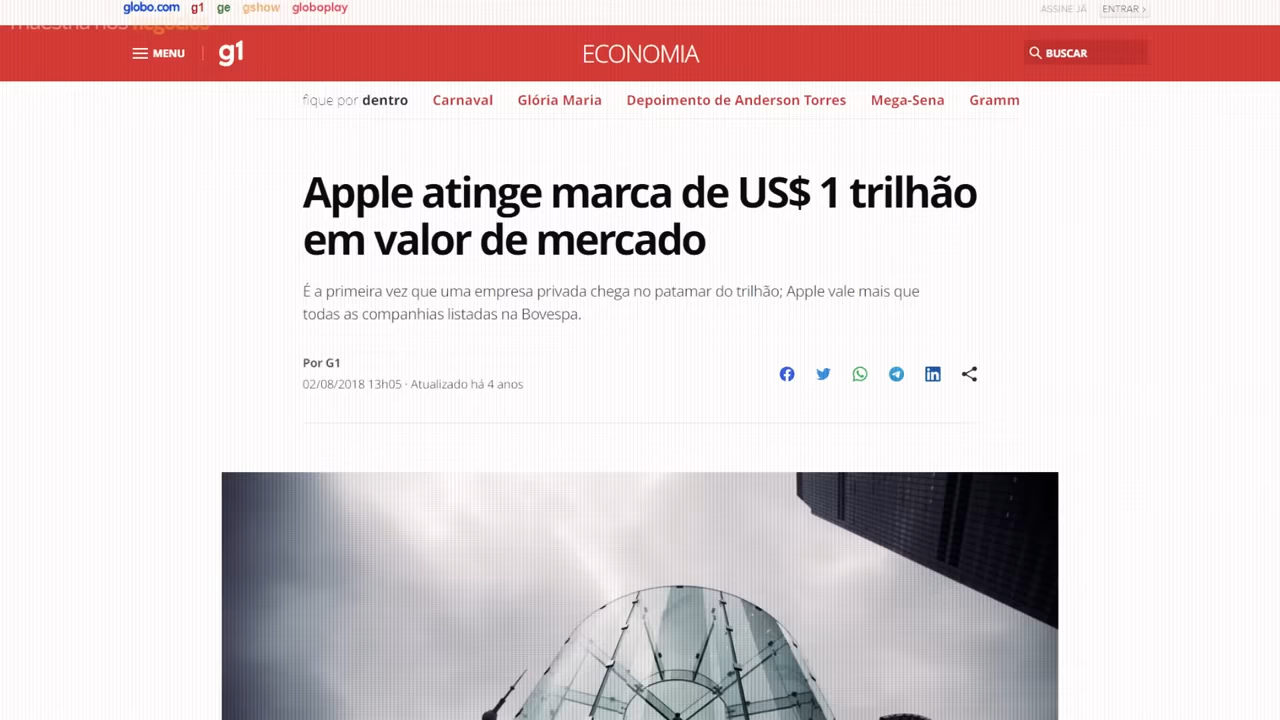 globo.com g1 ge gshow globoplay
ASSINE JÁ ENTRAR ›
maestria nos negócios
MENU g1 ECONOMIA BUSCAR
fique por dentro Carnaval Glória Maria Depoimento de Anderson Torres Mega-Sena Gramm
Apple atinge marca de US$ 1 trilhão
em valor de mercado
É a primeira vez que uma empresa privada chega no patamar do trilhão; Apple vale mais que
todas as companhias listadas na Bovespa.
Por G1
02/08/2018 13h05 · Atualizado há 4 anos